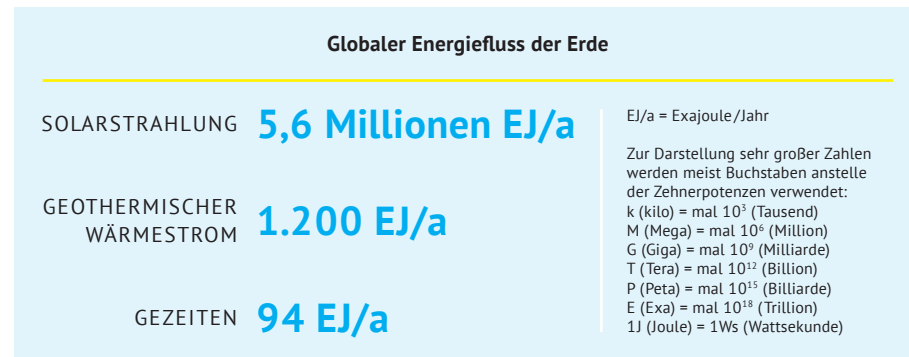 Globaler Energiefluss der Erde
SOLARSTRAHLUNG 5,6 Millionen EJ/a
GEOTHERMISCHER
WÄRMESTROM 1.200 EJ/a
GEZEITEN 94 EJ/a
EJ/a = Exajoule/Jahr
Zur Darstellung sehr großer Zahlen
werden meist Buchstaben anstelle
der Zehnerpotenzen verwendet:
k (kilo) = mal 10³ (Tausend)
M (Mega) = mal 10⁶ (Million)
G (Giga) = mal 10⁹ (Milliarde)
T (Tera) = mal 10¹² (Billion)
P (Peta) = mal 10¹⁵ (Billiarde)
E (Exa) = mal 10¹⁸ (Trillion)
1J (Joule) = 1Ws (Wattsekunde)